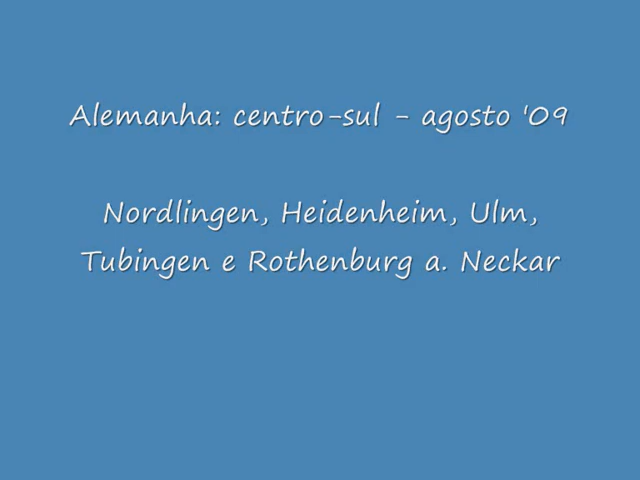 Alemanha: centro-sul - agosto '09
Nordlingen, Heidenheim, Ulm,
Tubingen e Rothenburg a. Neckar